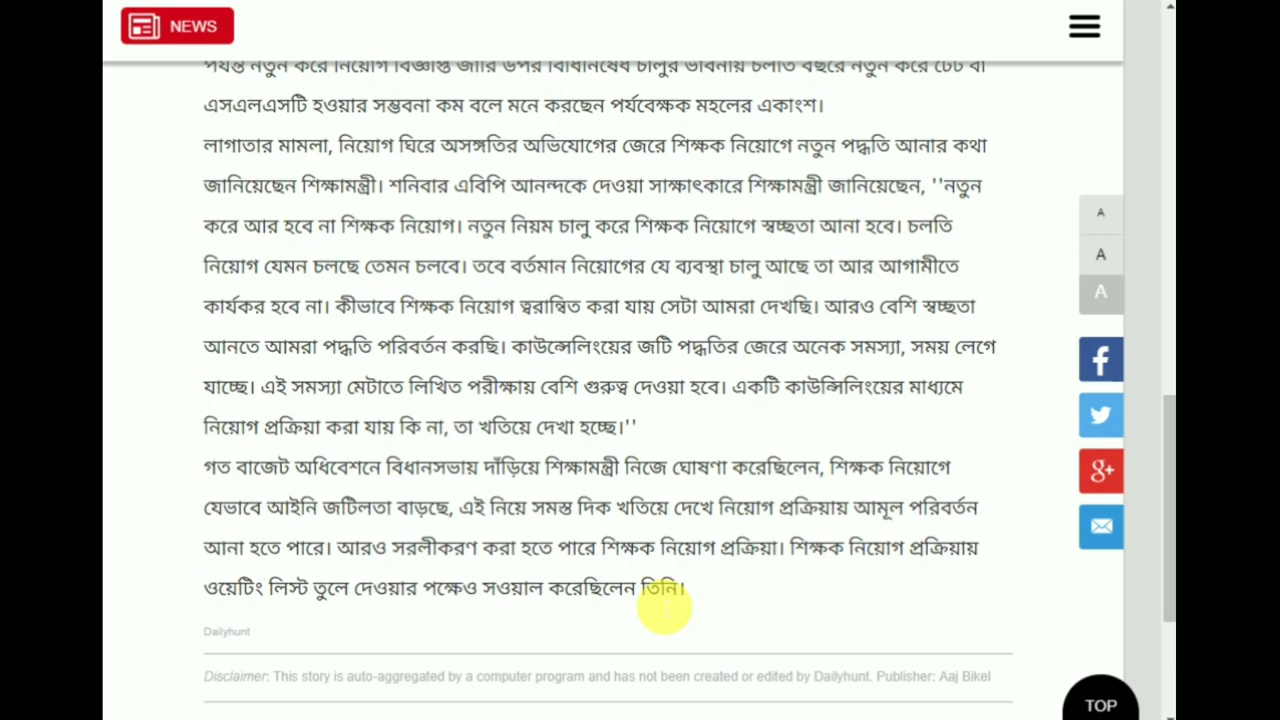 NEWS
পর্যন্ত নতুন করে নিয়োগ বিজ্ঞপ্তি জারি উপর বিধিনিষেধ চালুর ভাবনায় চলতি বছরে নতুন করে টেট বা
এসএলএসটি হওয়ার সম্ভবনা কম বলে মনে করছেন পর্যবেক্ষক মহলের একাংশ।
লাগাতার মামলা, নিয়োগ ঘিরে অসঙ্গতির অভিযোগের জেরে শিক্ষক নিয়োগে নতুন পদ্ধতি আনার কথা
জানিয়েছেন শিক্ষামন্ত্রী। শনিবার এবিপি আনন্দকে দেওয়া সাক্ষাৎকারে শিক্ষামন্ত্রী জানিয়েছেন, ''নতুন
করে আর হবে না শিক্ষক নিয়োগ। নতুন নিয়ম চালু করে শিক্ষক নিয়োগে স্বচ্ছতা আনা হবে। চলতি
নিয়োগ যেমন চলছে তেমন চলবে। তবে বর্তমান নিয়োগের যে ব্যবস্থা চালু আছে তা আর আগামীতে
কার্যকর হবে না। কীভাবে শিক্ষক নিয়োগ ত্বরান্বিত করা যায় সেটা আমরা দেখছি। আরও বেশি স্বচ্ছতা
আনতে আমরা পদ্ধতি পরিবর্তন করছি। কাউন্সেলিংয়ের জটি পদ্ধতির জেরে অনেক সমস্যা, সময় লেগে
যাচ্ছে। এই সমস্যা মেটাতে লিখিত পরীক্ষায় বেশি গুরুত্ব দেওয়া হবে। একটি কাউন্সিলিংয়ের মাধ্যমে
নিয়োগ প্রক্রিয়া করা যায় কি না, তা খতিয়ে দেখা হচ্ছে।''
গত বাজেট অধিবেশনে বিধানসভায় দাঁড়িয়ে শিক্ষামন্ত্রী নিজে ঘোষণা করেছিলেন, শিক্ষক নিয়োগে
যেভাবে আইনি জটিলতা বাড়ছে, এই নিয়ে সমস্ত দিক খতিয়ে দেখে নিয়োগ প্রক্রিয়ায় আমূল পরিবর্তন
আনা হতে পারে। আরও সরলীকরণ করা হতে পারে শিক্ষক নিয়োগ প্রক্রিয়া। শিক্ষক নিয়োগ প্রক্রিয়ায়
ওয়েটিং লিস্ট তুলে দেওয়ার পক্ষেও সওয়াল করেছিলেন তিনি।
Dailyhunt
Disclaimer: This story is auto-aggregated by a computer program and has not been created or edited by Dailyhunt. Publisher: Aaj Bikel
A
A
A
TOP